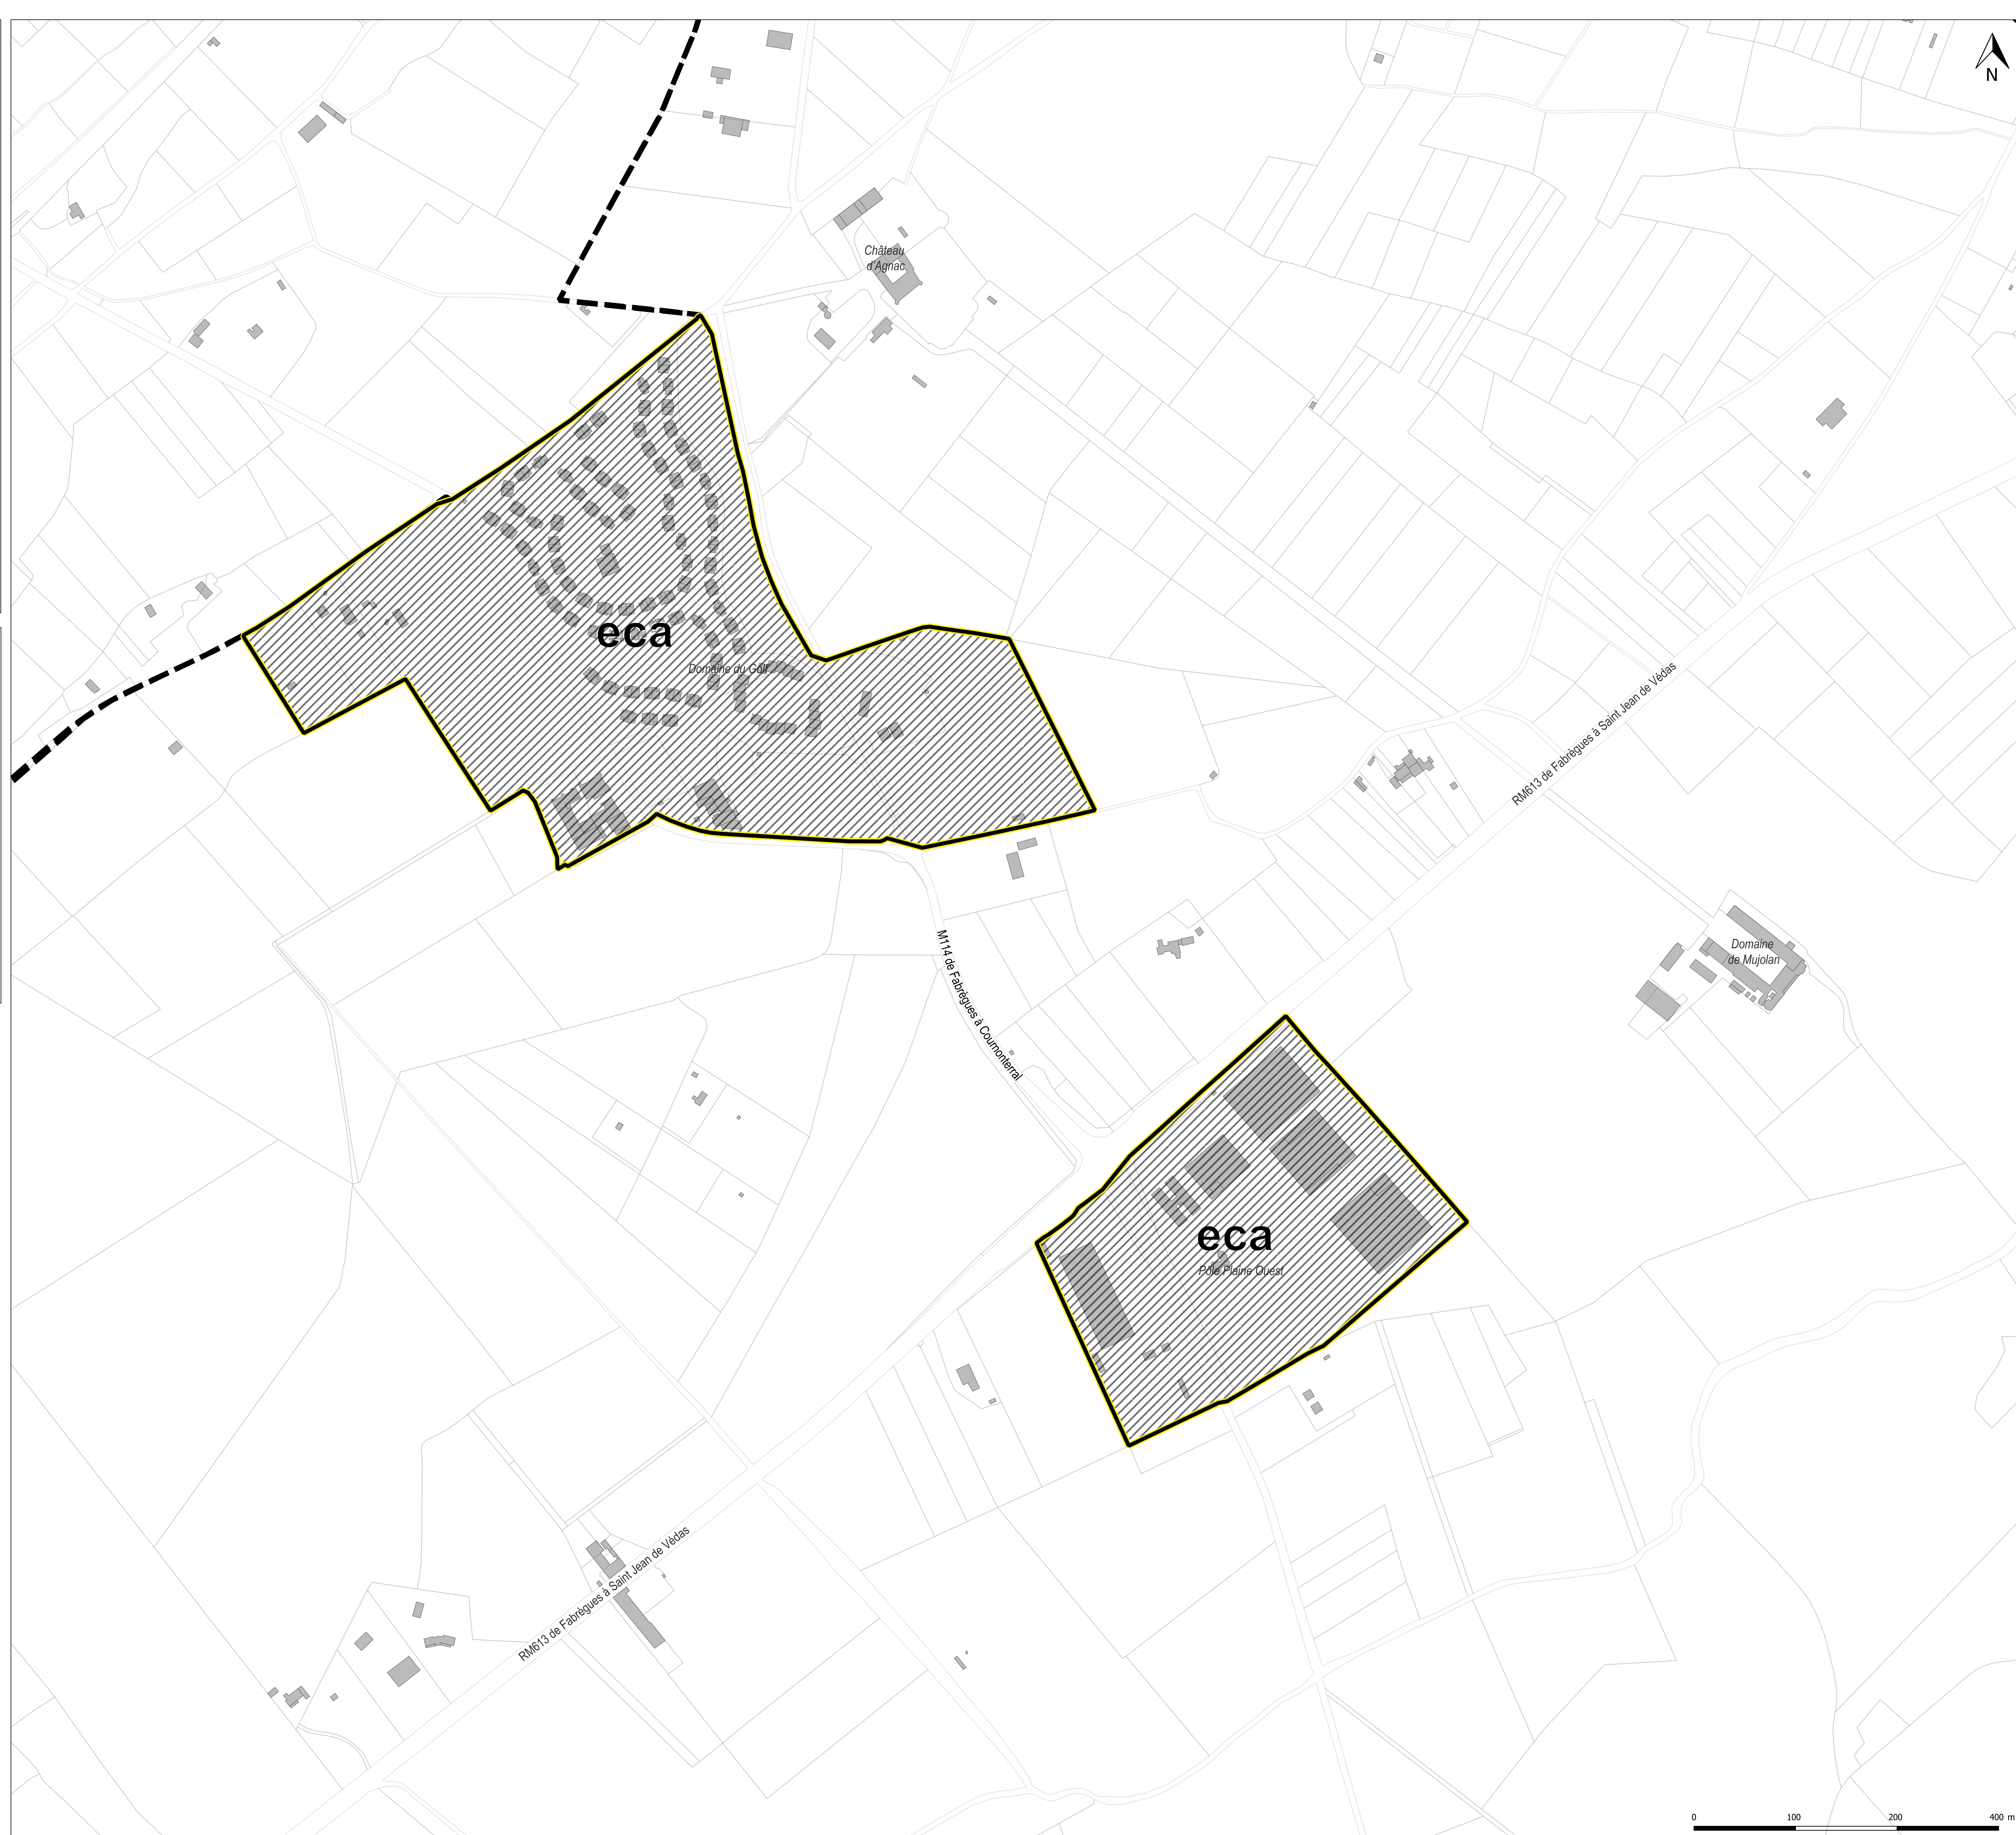 N
Château
d'Agnac
eca
Domaine du Golf
RM613 de Fabrègues à Saint Jean de Védas
Domaine
de Mujolan
M114 de Fabrègues à Cournonterral
eca
Pôle Plaine Ouest
RM613 de Fabrègues à Saint Jean de Védas
0 100 200 400 m